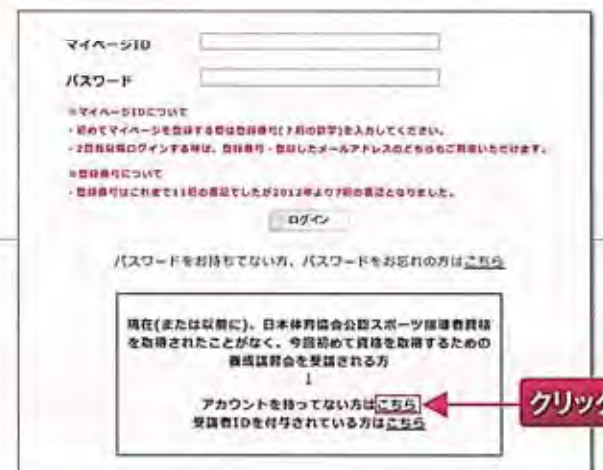 マイページID
パスワード
※マイページIDについて
・初めてマイページを登録する際は登録番号(7桁の数字)を入力してください。
・2回目以降ログインする時は、登録番号・登録したメールアドレスのどちらもご利用いただけます。
※登録番号について
・登録番号はこれまで11桁の表記でしたが2012年より7桁の表記となりました。
ログイン
パスワードをお持ちでない方、パスワードをお忘れの方はこちら
現在(または以前に)、日本体育協会公認スポーツ指導者資格
を取得されたことがなく、今回初めて資格を取得するための
養成講習会を受講される方
↓
アカウントを持ってない方はこちら
受講者IDを付与されている方はこちら
クリック